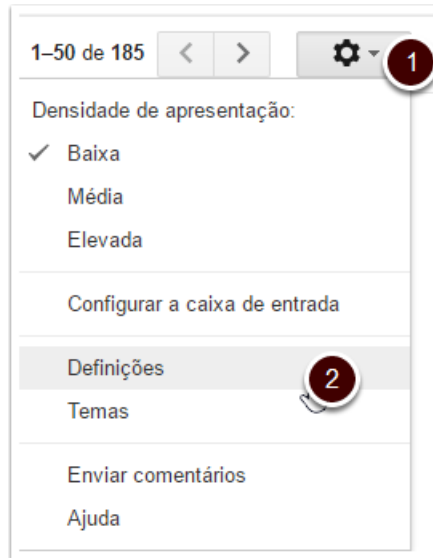 1–50 de 185
1
Densidade de apresentação:
Baixa
Média
Elevada
Configurar a caixa de entrada
Definições
2
Temas
Enviar comentários
Ajuda